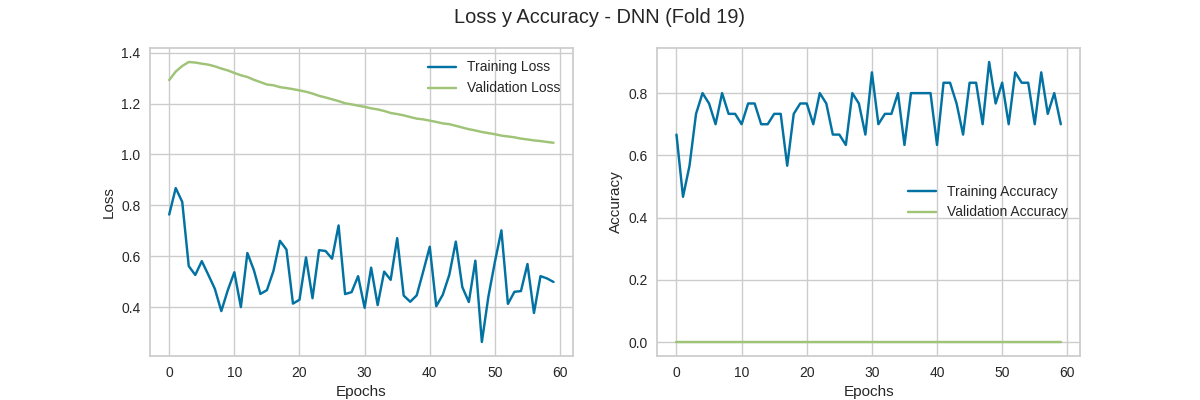 Loss y Accuracy - DNN (Fold 19)
1.4
1.2
1.0
0.8
0.6
0.4
Loss
Training Loss
Validation Loss
0 10 20 30 40 50 60
Epochs
0.8
0.6
0.4
0.2
0.0
Accuracy
Training Accuracy
Validation Accuracy
0 10 20 30 40 50 60
Epochs